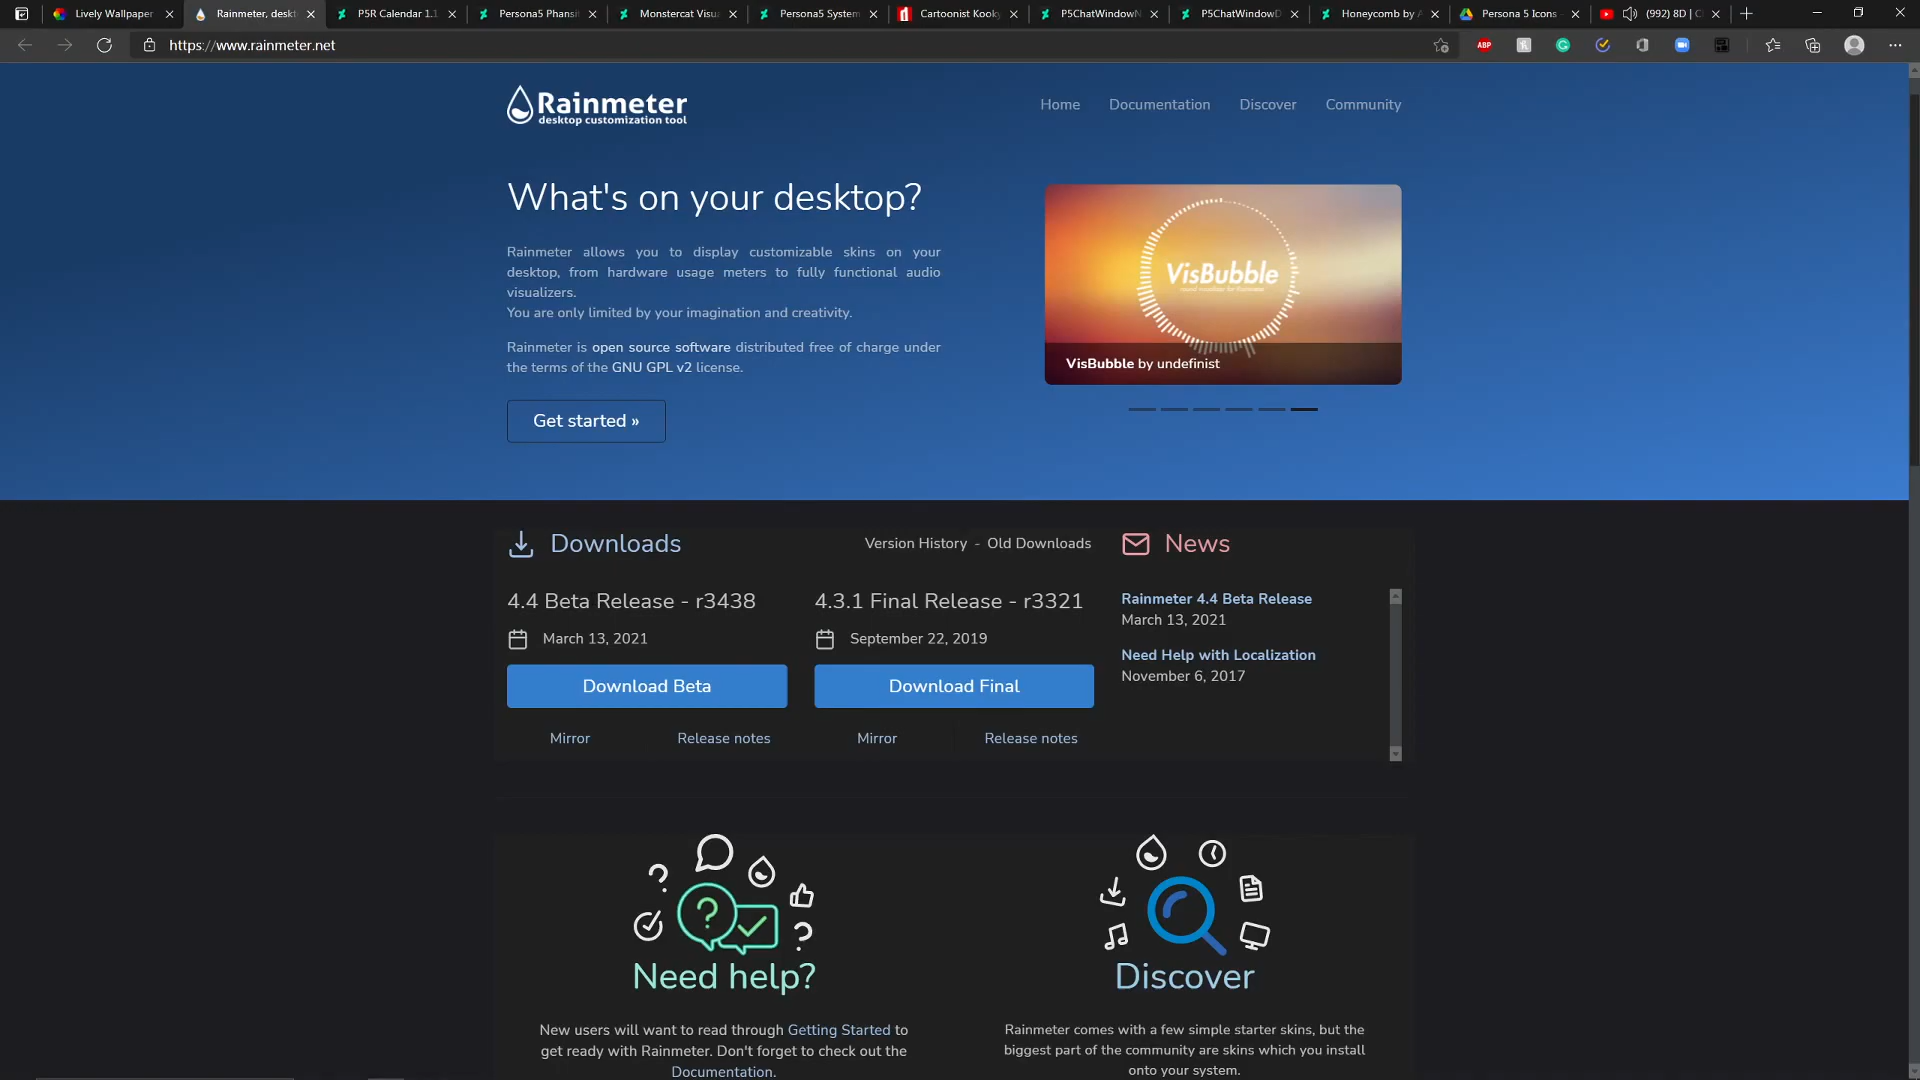 Lively Wallpaper
Rainmeter, deskt
P5R Calendar 1.1
Persona5 Phansit
Monstercat Visu
Persona5 System
Cartoonist Kooky
P5ChatWindowN
P5ChatWindowD
Honeycomb by A
Persona 5 Icons
(992) 8D | C
https://www.rainmeter.net
ABP
Rainmeter
desktop customization tool
Home
Documentation
Discover
Community
What's on your desktop?
Rainmeter allows you to display customizable skins on your
desktop, from hardware usage meters to fully functional audio
visualizers.
You are only limited by your imagination and creativity.
Rainmeter is open source software distributed free of charge under
the terms of the GNU GPL v2 license.
Get started »
VisBubble
round visualizer for Rainmeter
VisBubble by undefinist
Downloads
Version History - Old Downloads
4.4 Beta Release - r3438
March 13, 2021
Download Beta
Mirror
Release notes
4.3.1 Final Release - r3321
September 22, 2019
Download Final
Mirror
Release notes
News
Rainmeter 4.4 Beta Release
March 13, 2021
Need Help with Localization
November 6, 2017
Need help?
New users will want to read through Getting Started to
get ready with Rainmeter. Don't forget to check out the
Documentation.
Discover
Rainmeter comes with a few simple starter skins, but the
biggest part of the community are skins which you install
onto your system.